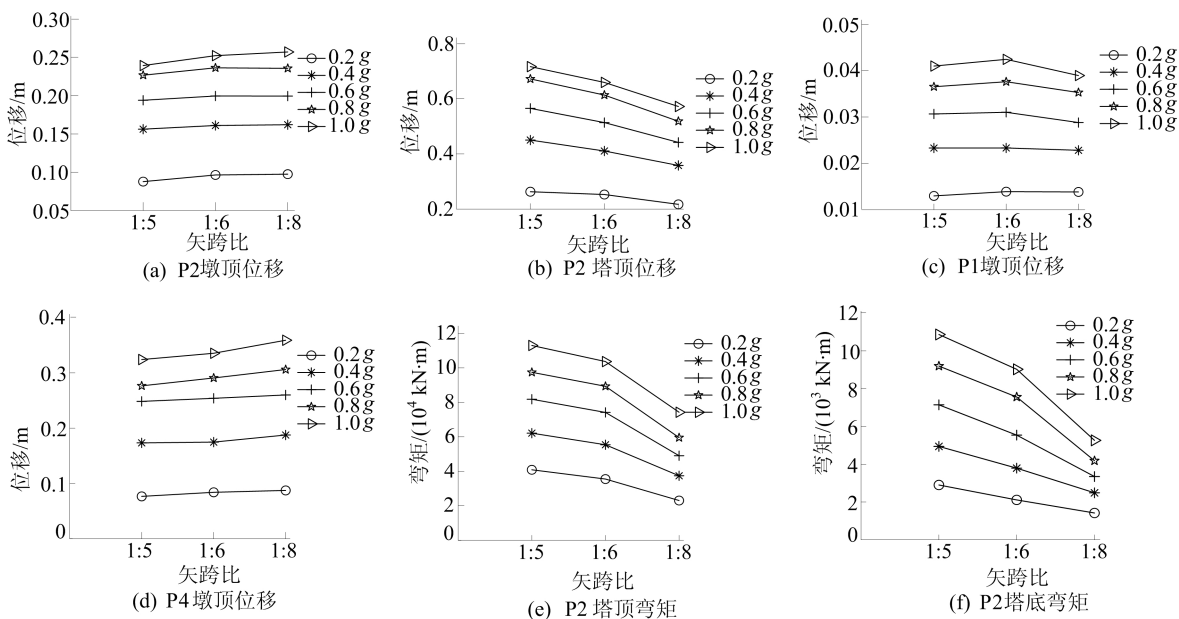 0.30
0.25
0.20
0.15
0.10
0.05
位移/m
0.2g
0.4g
0.6g
0.8g
1.0g
1:5 1:6 1:8
矢跨比
(a) P2墩顶位移
0.8
0.6
0.4
0.2
位移/m
0.2g
0.4g
0.6g
0.8g
1.0g
1:5 1:6 1:8
矢跨比
(b) P2 塔顶位移
0.05
0.04
0.03
0.02
0.01
位移/m
0.2g
0.4g
0.6g
0.8g
1.0g
1:5 1:6 1:8
矢跨比
(c) P1墩顶位移
0.4
0.3
0.2
0.1
0
位移/m
0.2g
0.4g
0.6g
0.8g
1.0g
1:5 1:6 1:8
矢跨比
(d) P4墩顶位移
12
10
8
6
4
2
0
弯矩/(10⁴ kN·m)
0.2g
0.4g
0.6g
0.8g
1.0g
1:5 1:6 1:8
矢跨比
(e) P2 塔顶弯矩
12
10
8
6
4
2
0
弯矩/(10³ kN·m)
0.2g
0.4g
0.6g
0.8g
1.0g
1:5 1:6 1:8
矢跨比
(f) P2塔底弯矩